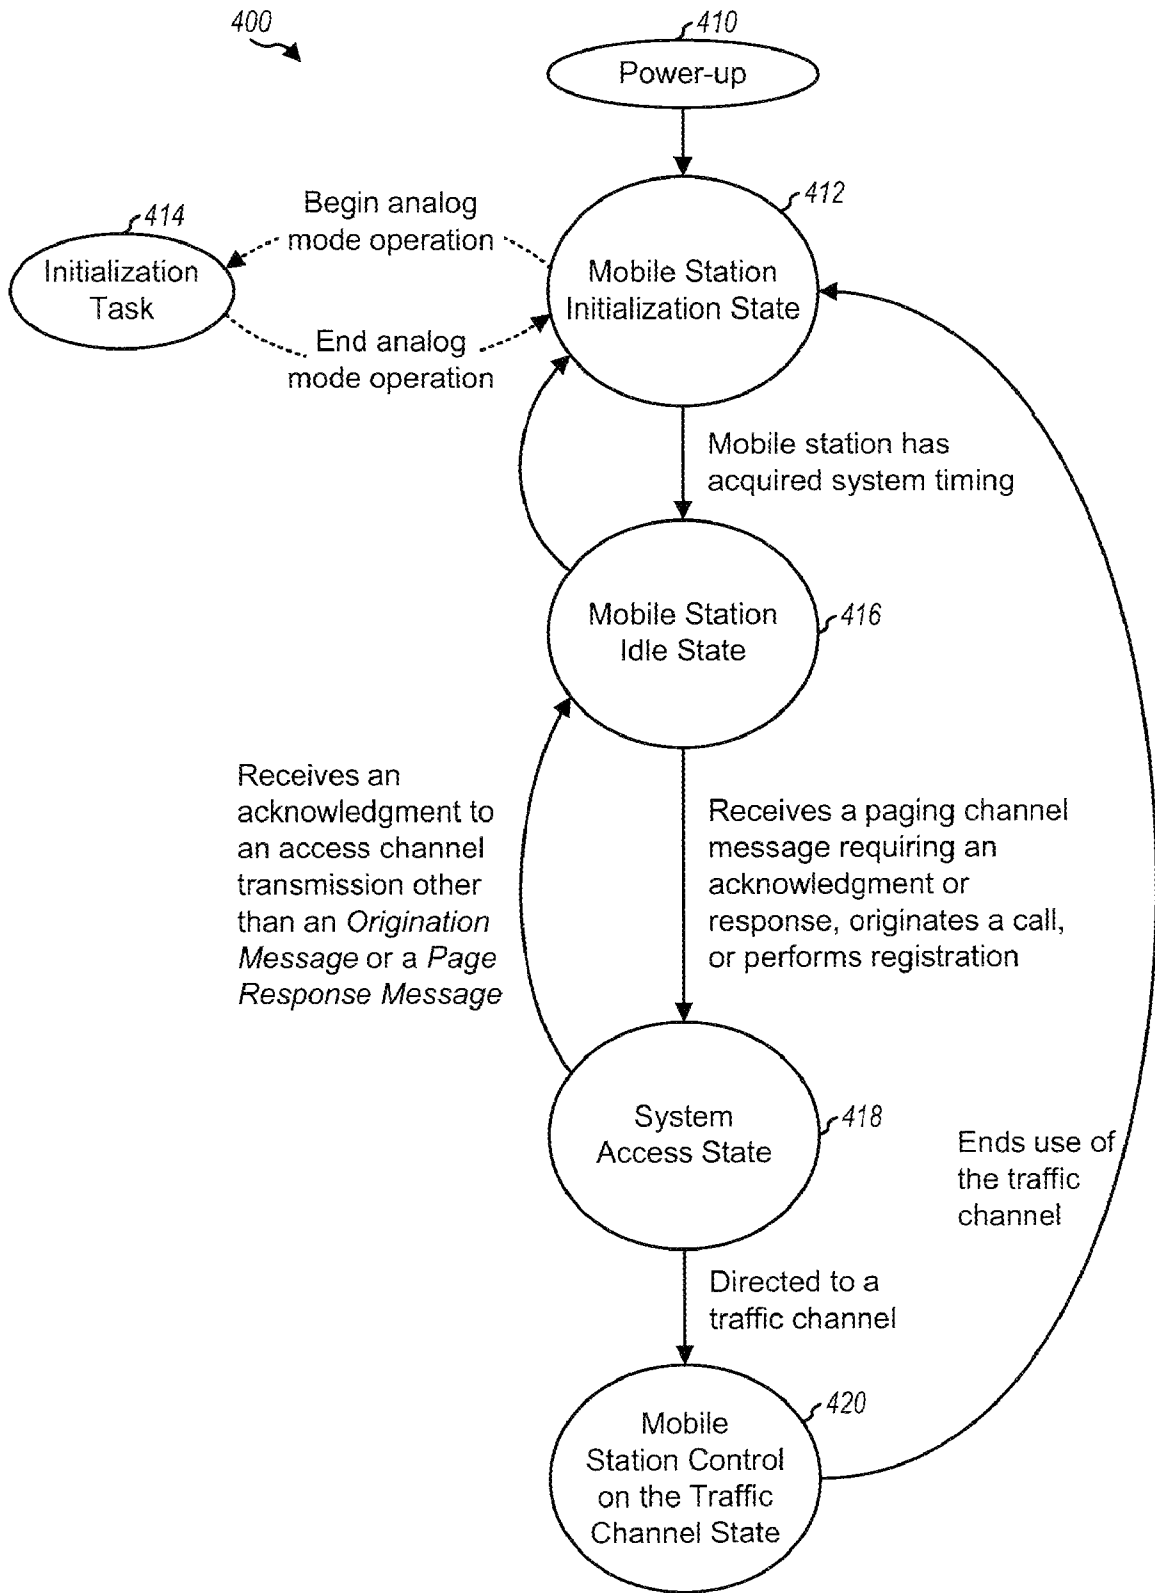 400
410
Power-up
412
414
Begin analog
mode operation
Initialization
Task
Mobile Station
Initialization State
End analog
mode operation
Mobile station has
acquired system timing
Mobile Station
Idle State
416
Receives an
acknowledgment to
an access channel
transmission other
than an Origination
Message or a Page
Response Message
Receives a paging channel
message requiring an
acknowledgment or
response, originates a call,
or performs registration
System
Access State
418
Ends use of
the traffic
channel
Directed to a
traffic channel
420
Mobile
Station Control
on the Traffic
Channel State